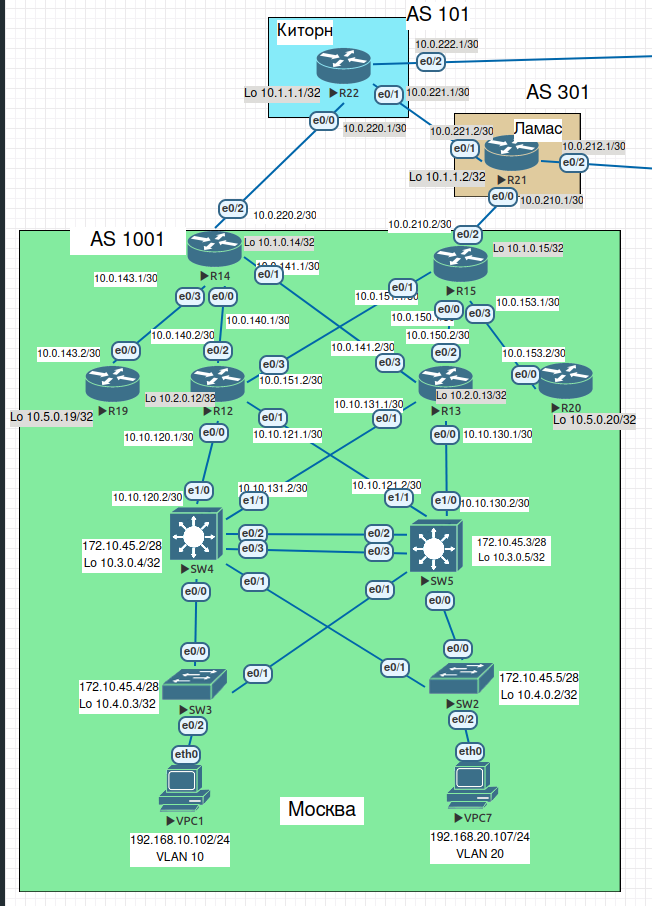 AS 101
Киторн
10.0.222.1/30
e0/2
R22
Lo 10.1.1.1/32
e0/1
10.0.221.1/30
AS 301
e0/0
10.0.220.1/30
10.0.221.2/30
Ламас
e0/1
10.0.212.1/30
e0/2
Lo 10.1.1.2/32
R21
e0/0
10.0.210.1/30
e0/2
10.0.220.2/30
10.0.210.2/30
AS 1001
e0/2
Lo 10.1.0.14/32
Lo 10.1.0.15/32
R14
e0/1
10.0.143.1/30
R15
e0/3
e0/0
e0/1
e0/0
e0/3
10.0.153.1/30
10.0.140.1/30
10.0.140.2/30
10.0.150.2/30
10.0.143.2/30
e0/0
e0/2
10.0.141.2/30
e0/2
10.0.153.2/30
e0/3
e0/3
e0/0
10.0.151.2/30
R19
Lo 10.2.0.12/32
R12
Lo 10.2.0.13/32
R13
R20
Lo 10.5.0.19/32
10.10.131.1/30
Lo 10.5.0.20/32
e0/1
e0/1
10.10.120.1/30
e0/0
10.10.121.1/30
e0/0
10.10.130.1/30
10.10.120.2/30
e1/0
10.10.131.2/30
10.10.121.2/30
e1/1
e1/1
e1/0
10.10.130.2/30
172.10.45.2/28
Lo 10.3.0.4/32
e0/2
e0/3
e0/2
e0/3
172.10.45.3/28
Lo 10.3.0.5/32
SW4
SW5
e0/1
e0/1
e0/0
e0/0
e0/0
e0/0
e0/1
e0/1
172.10.45.4/28
Lo 10.4.0.3/32
172.10.45.5/28
Lo 10.4.0.2/32
SW3
SW2
e0/2
e0/2
eth0
eth0
VPC1
VPC7
Москва
192.168.10.102/24
VLAN 10
192.168.20.107/24
VLAN 20